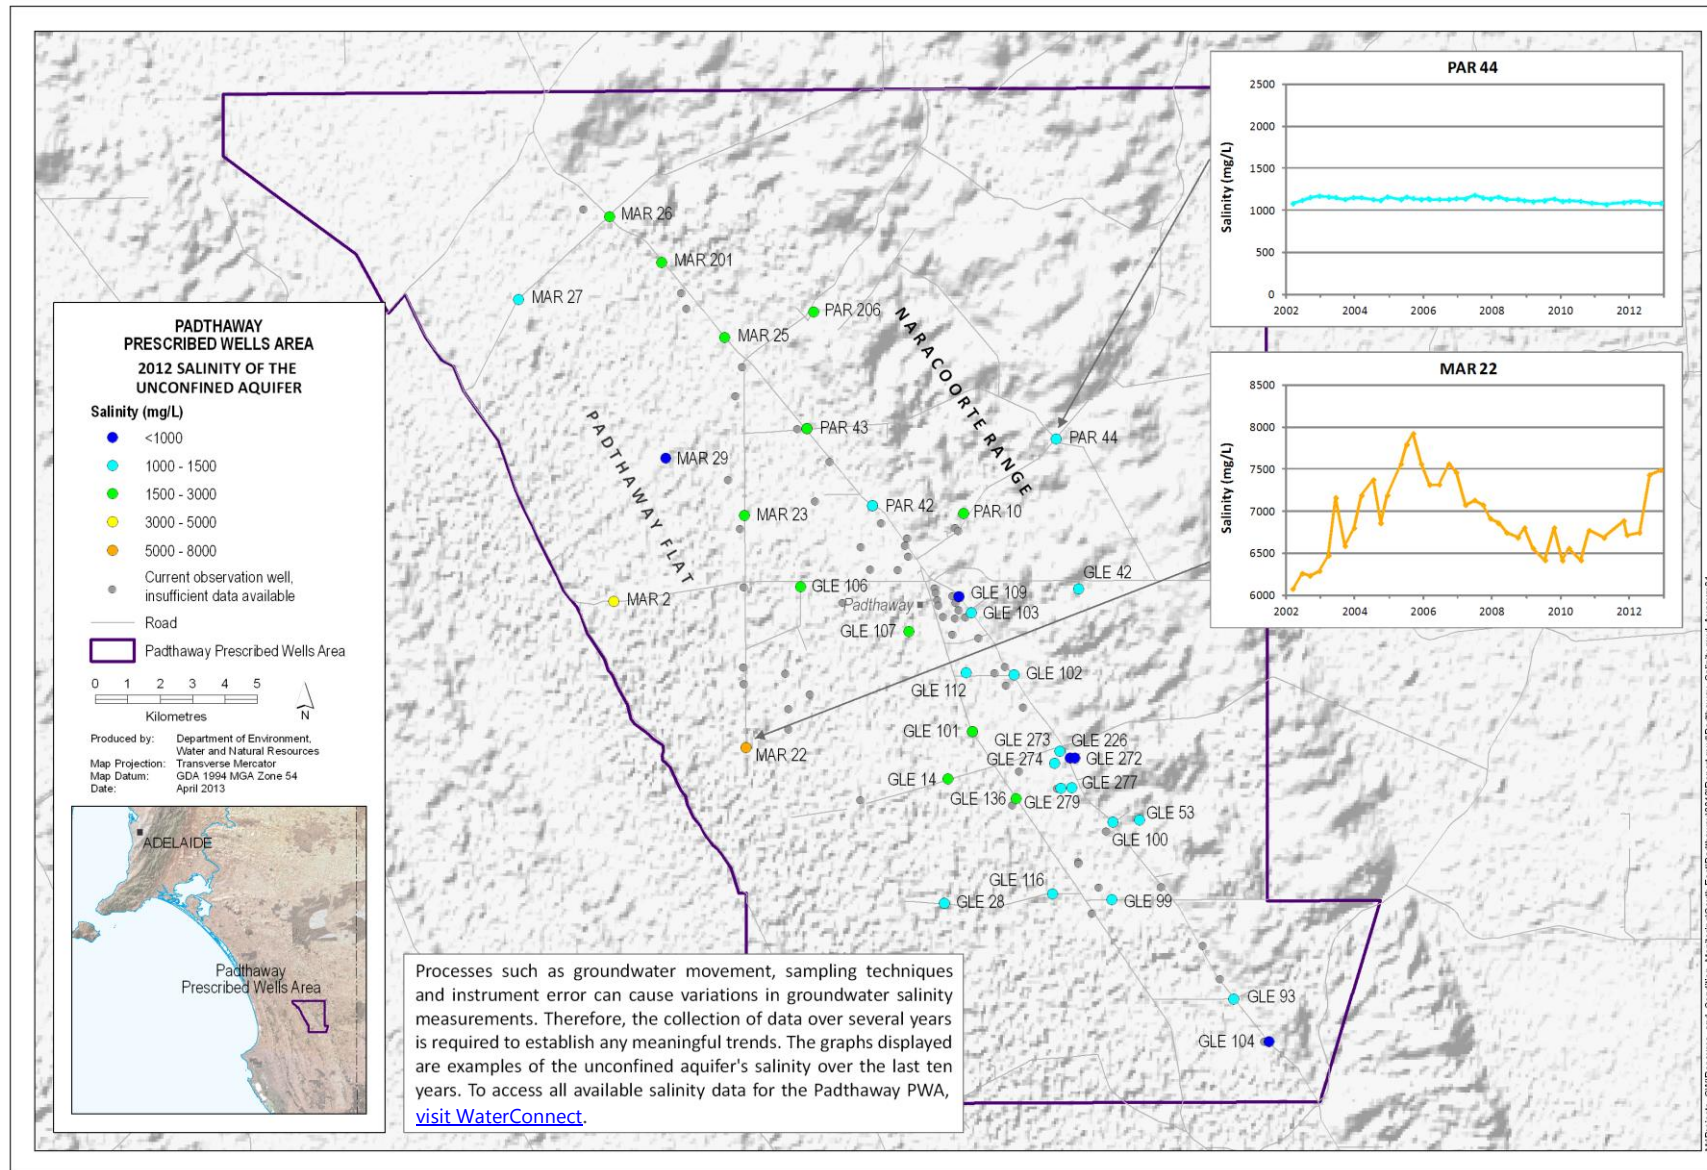 PADTHAWAY
PRESCRIBED WELLS AREA
2012 SALINITY OF THE
UNCONFINED AQUIFER
Salinity (mg/L)
<1000
1000 - 1500
1500 - 3000
3000 - 5000
5000 - 8000
Current observation well,
insufficient data available
Road
Padthaway Prescribed Wells Area
0 1 2 3 4 5
Kilometres
N
Produced by: Department of Environment,
Water and Natural Resources
Map Projection: Transverse Mercator
Map Datum: GDA 1994 MGA Zone 54
Date: April 2013
ADELAIDE
Padthaway
Prescribed Wells Area
MAR 26
MAR 201
MAR 27
PAR 206
MAR 25
NARACOORTE RANGE
PADTHAWAY FLAT
PAR 43
PAR 44
MAR 29
PAR 42
PAR 10
MAR 23
GLE 42
GLE 106
GLE 109
MAR 2
Padthaway
GLE 103
GLE 107
GLE 112
GLE 102
GLE 101
GLE 273
GLE 226
MAR 22
GLE 274
GLE 272
GLE 14
GLE 277
GLE 136
GLE 279
GLE 53
GLE 100
GLE 116
GLE 28
GLE 99
GLE 93
GLE 104
PAR 44
Salinity (mg/L)
2500
2000
1500
1000
500
0
2002 2004 2006 2008 2010 2012
MAR 22
Salinity (mg/L)
8500
8000
7500
7000
6500
6000
2002 2004 2006 2008 2010 2012
Processes such as groundwater movement, sampling techniques
and instrument error can cause variations in groundwater salinity
measurements. Therefore, the collection of data over several years
is required to establish any meaningful trends. The graphs displayed
are examples of the unconfined aquifer's salinity over the last ten
years. To access all available salinity data for the Padthaway PWA,
visit WaterConnect.